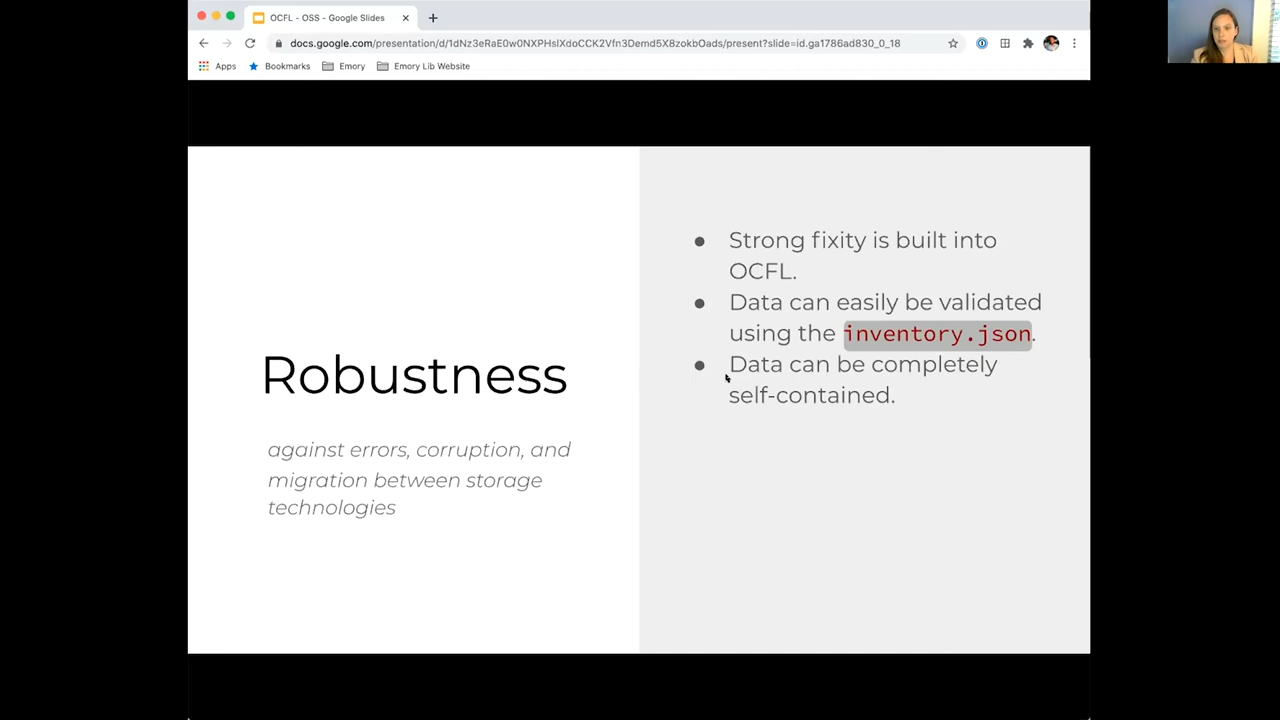 OCFL - OSS - Google Slides
docs.google.com/presentation/d/1dNz3eRaE0w0NXPHsIXdoCCK2Vfn3Demd5X8zokbOads/present?slide=id.ga1786ad830_0_18
Apps
Bookmarks
Emory
Emory Lib Website
Robustness
against errors, corruption, and
migration between storage
technologies
● Strong fixity is built into
OCFL.
● Data can easily be validated
using the inventory.json.
● Data can be completely
self-contained.